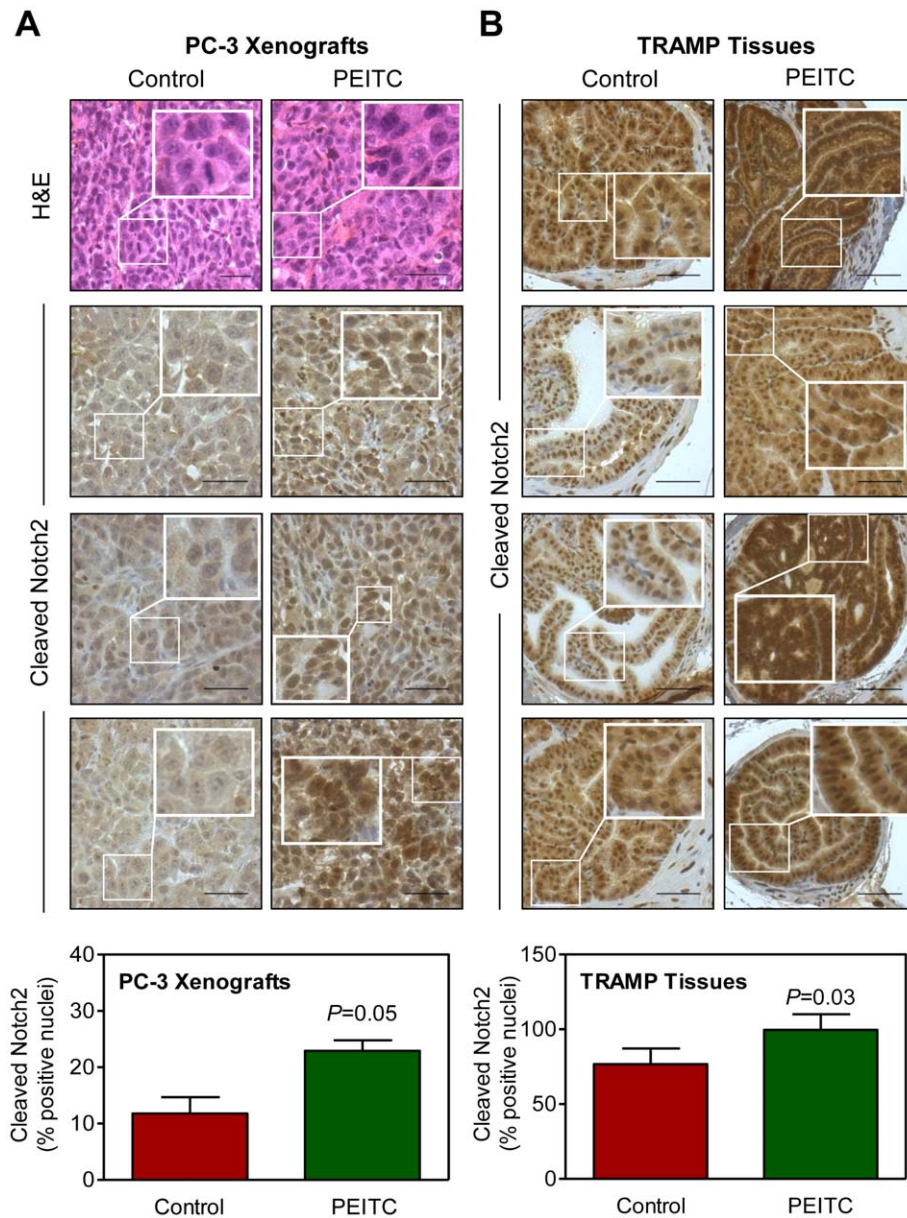 A
PC-3 Xenografts
Control
PEITC
H&E
Cleaved Notch2
B
TRAMP Tissues
Control
PEITC
Cleaved Notch2
Cleaved Notch2
(% positive nuclei)
40
30
20
10
0
PC-3 Xenografts
P=0.05
Control
PEITC
Cleaved Notch2
(% positive nuclei)
150
100
50
0
TRAMP Tissues
P=0.03
Control
PEITC